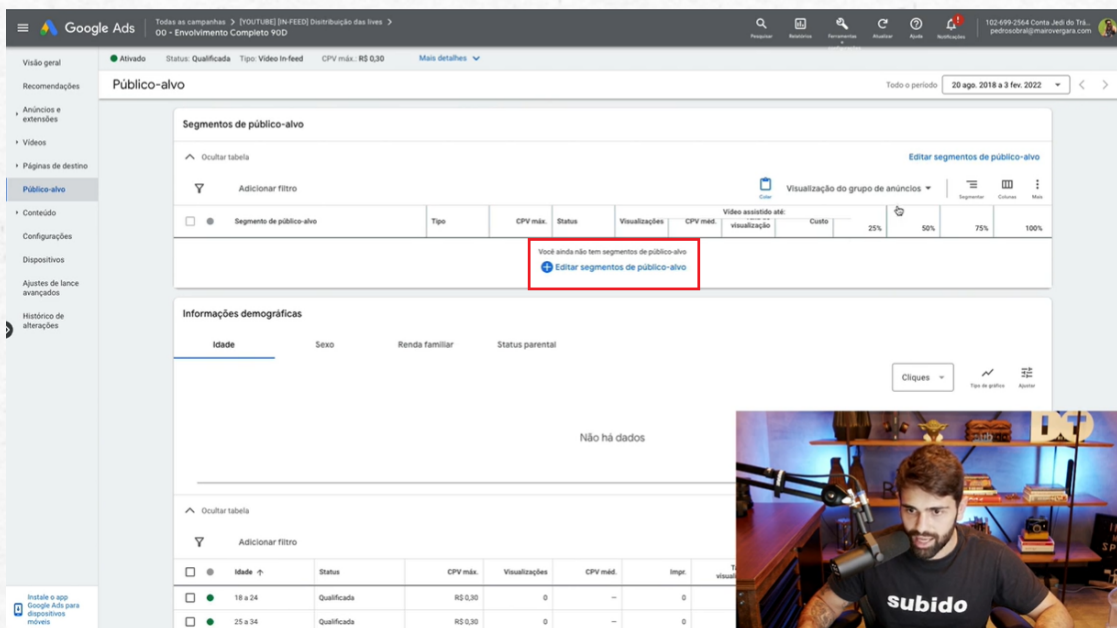 Google Ads
Todas as campanhas > [YOUTUBE] [IN-FEED] Disitribuição das lives >
00 - Envolvimento Completo 90D
Pesquisar
Relatórios
Ferramentas
Atualizar
Ajuda
Notificações
102-699-2564 Conta Jedi do Trá...
pedrosobral@mairovergara.com
Ativado Status: Qualificada Tipo: Vídeo In-feed CPV máx.: R$ 0,30 Mais detalhes
Visão geral
Recomendações
Anúncios e
extensões
Vídeos
Páginas de destino
Público-alvo
Conteúdo
Configurações
Dispositivos
Ajustes de lance
avançados
Histórico de
alterações
Instale o app
Google Ads para
dispositivos
móveis
Público-alvo
Todo o período 20 ago. 2018 a 3 fev. 2022
Segmentos de público-alvo
Ocultar tabela
Editar segmentos de público-alvo
Adicionar filtro
Colar
Visualização do grupo de anúncios
Segmentar
Colunas
Mais
Vídeo assistido até:
Segmento de público-alvo Tipo CPV máx. Status Visualizações CPV méd. visualização Custo 25% 50% 75% 100%
Você ainda não tem segmentos de público-alvo
Editar segmentos de público-alvo
Informações demográficas
Idade Sexo Renda familiar Status parental
Cliques
Tipo de gráfico
Ajustar
Não há dados
Ocultar tabela
Adicionar filtro
Idade Status CPV máx. Visualizações CPV méd. Impr.
18 a 24 Qualificada R$ 0,30 0 – 0
25 a 34 Qualificada R$ 0,30 0 – 0
subido